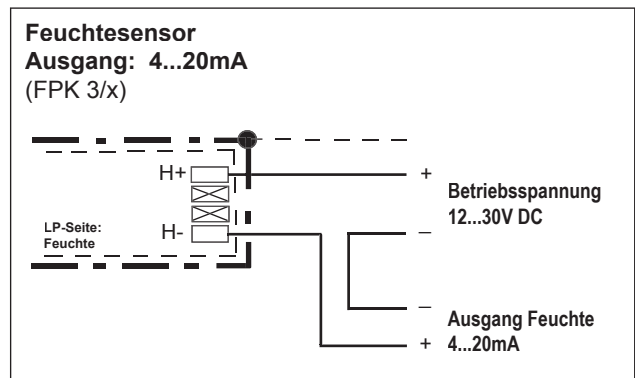 Feuchtesensor
Ausgang: 4...20mA
(FPK 3/x)
H+
+
Betriebsspannung
12...30V DC
LP-Seite:
Feuchte
H-
–
–
Ausgang Feuchte
+ 4...20mA